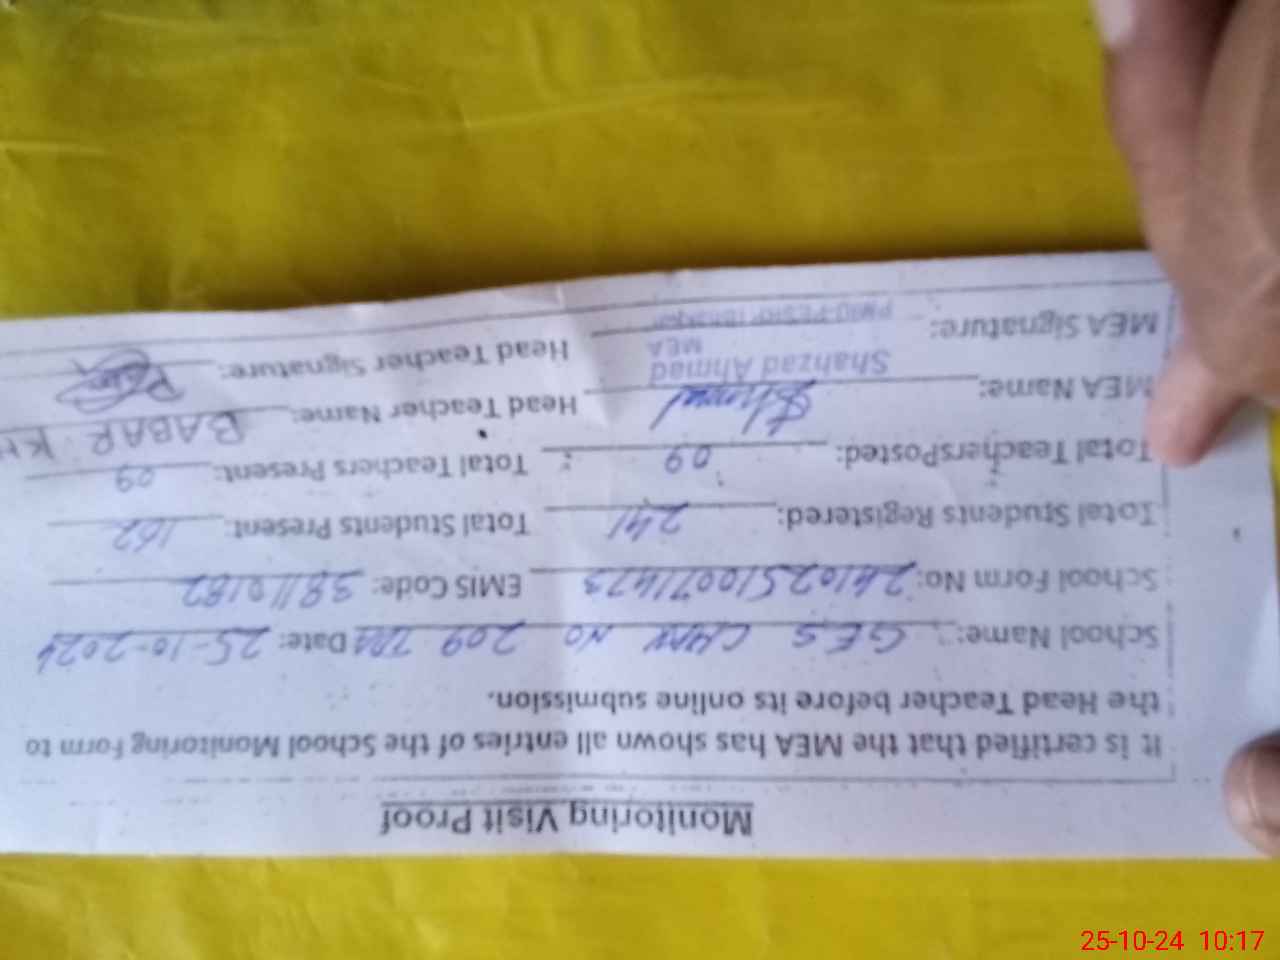 Monitoring Visit Proof
It is certified that the MEA has shown all entries of the School Monitoring Form to
the Head Teacher before its online submission.
School Name: GES CHAK NO 209 TDA Date: 25-10-2024
School Form No: EMIS Code: 38110182
Total Students Registered: 241 Total Students Present: 162
Total TeachersPosted: 09 Total Teachers Present: 09
MEA Name: Shahzad Ahmad Head Teacher Name: BABAR
MEA
MEA Signature: Head Teacher Signature:
25-10-24 10:17